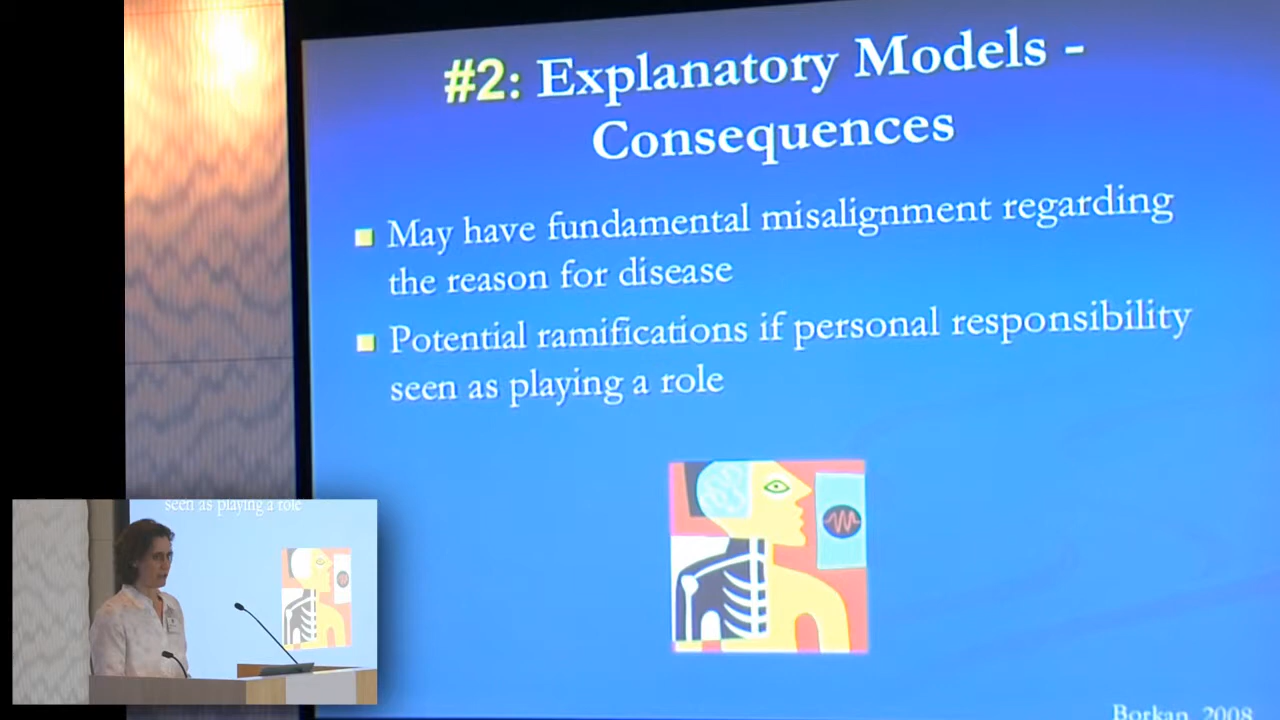 #2: Explanatory Models -
Consequences
May have fundamental misalignment regarding
the reason for disease
Potential ramifications if personal responsibility
seen as playing a role
seen as playing a role
Borkan, 2008